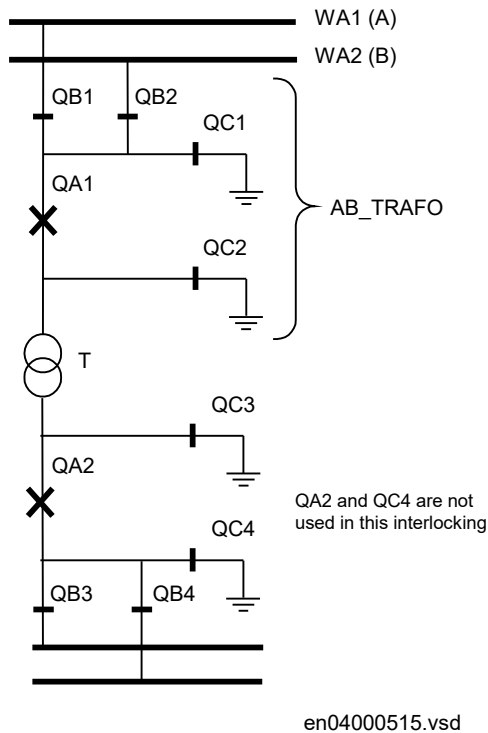 WA1 (A)
WA2 (B)
QB1
QB2
QC1
QA1
AB_TRAFO
QC2
T
QC3
QA2
QA2 and QC4 are not
used in this interlocking
QC4
QB3
QB4
en04000515.vsd